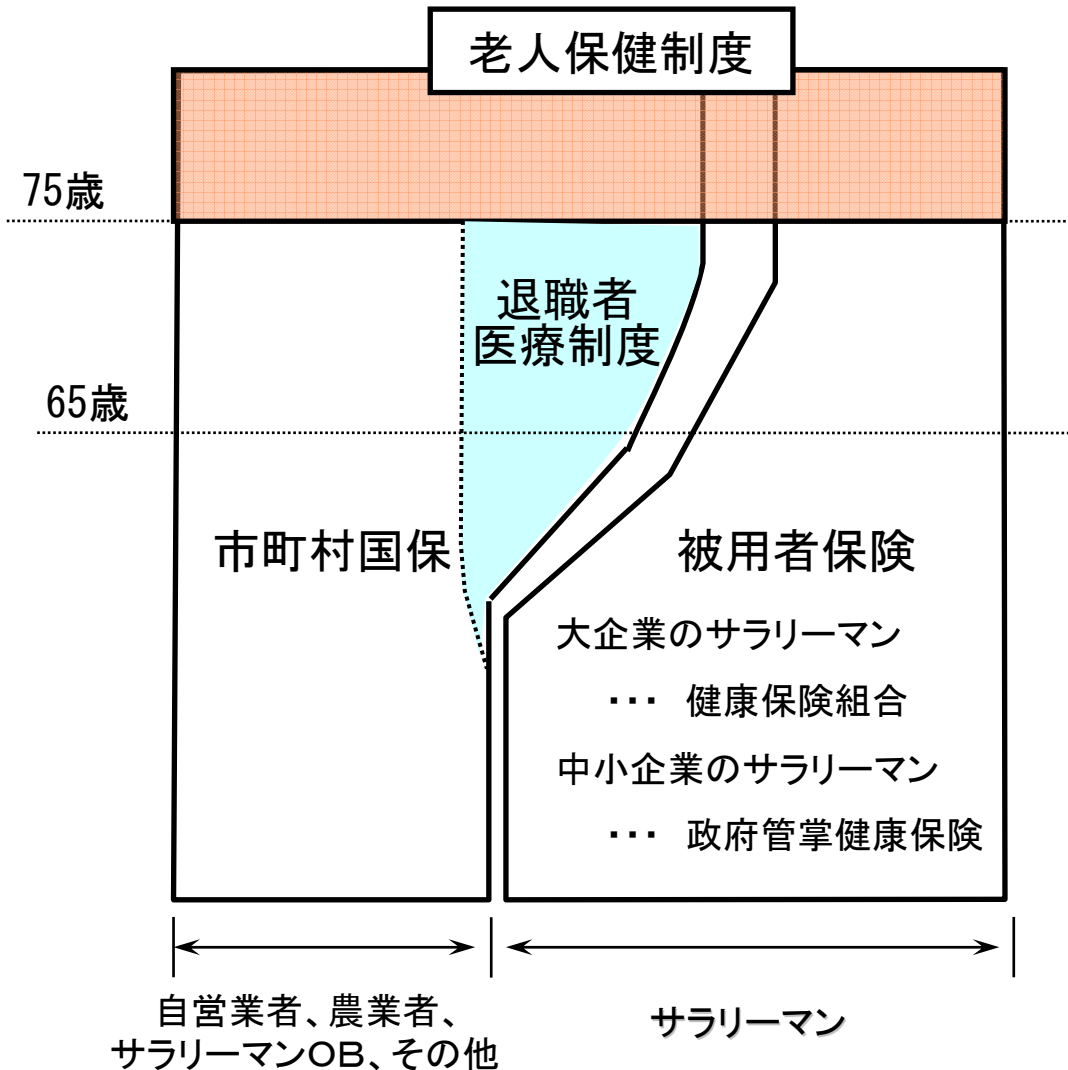 老人保健制度
75歳
退職者
医療制度
65歳
市町村国保
被用者保険
大企業のサラリーマン
・・・ 健康保険組合
中小企業のサラリーマン
・・・ 政府管掌健康保険
自営業者、農業者、
サラリーマンOB、その他
サラリーマン